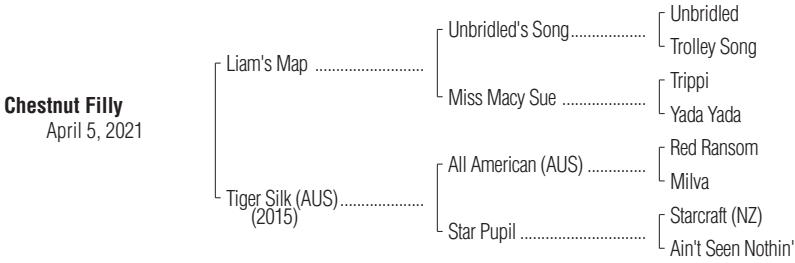 Unbridled
Unbridled's Song....................
Trolley Song
Liam's Map ..........................
Trippi
Miss Macy Sue ....................
Yada Yada
Chestnut Filly
April 5, 2021
Red Ransom
All American (AUS) ..............
Milva
Tiger Silk (AUS)....................
(2015)
Starcraft (NZ)
Star Pupil ..............................
Ain't Seen Nothin'